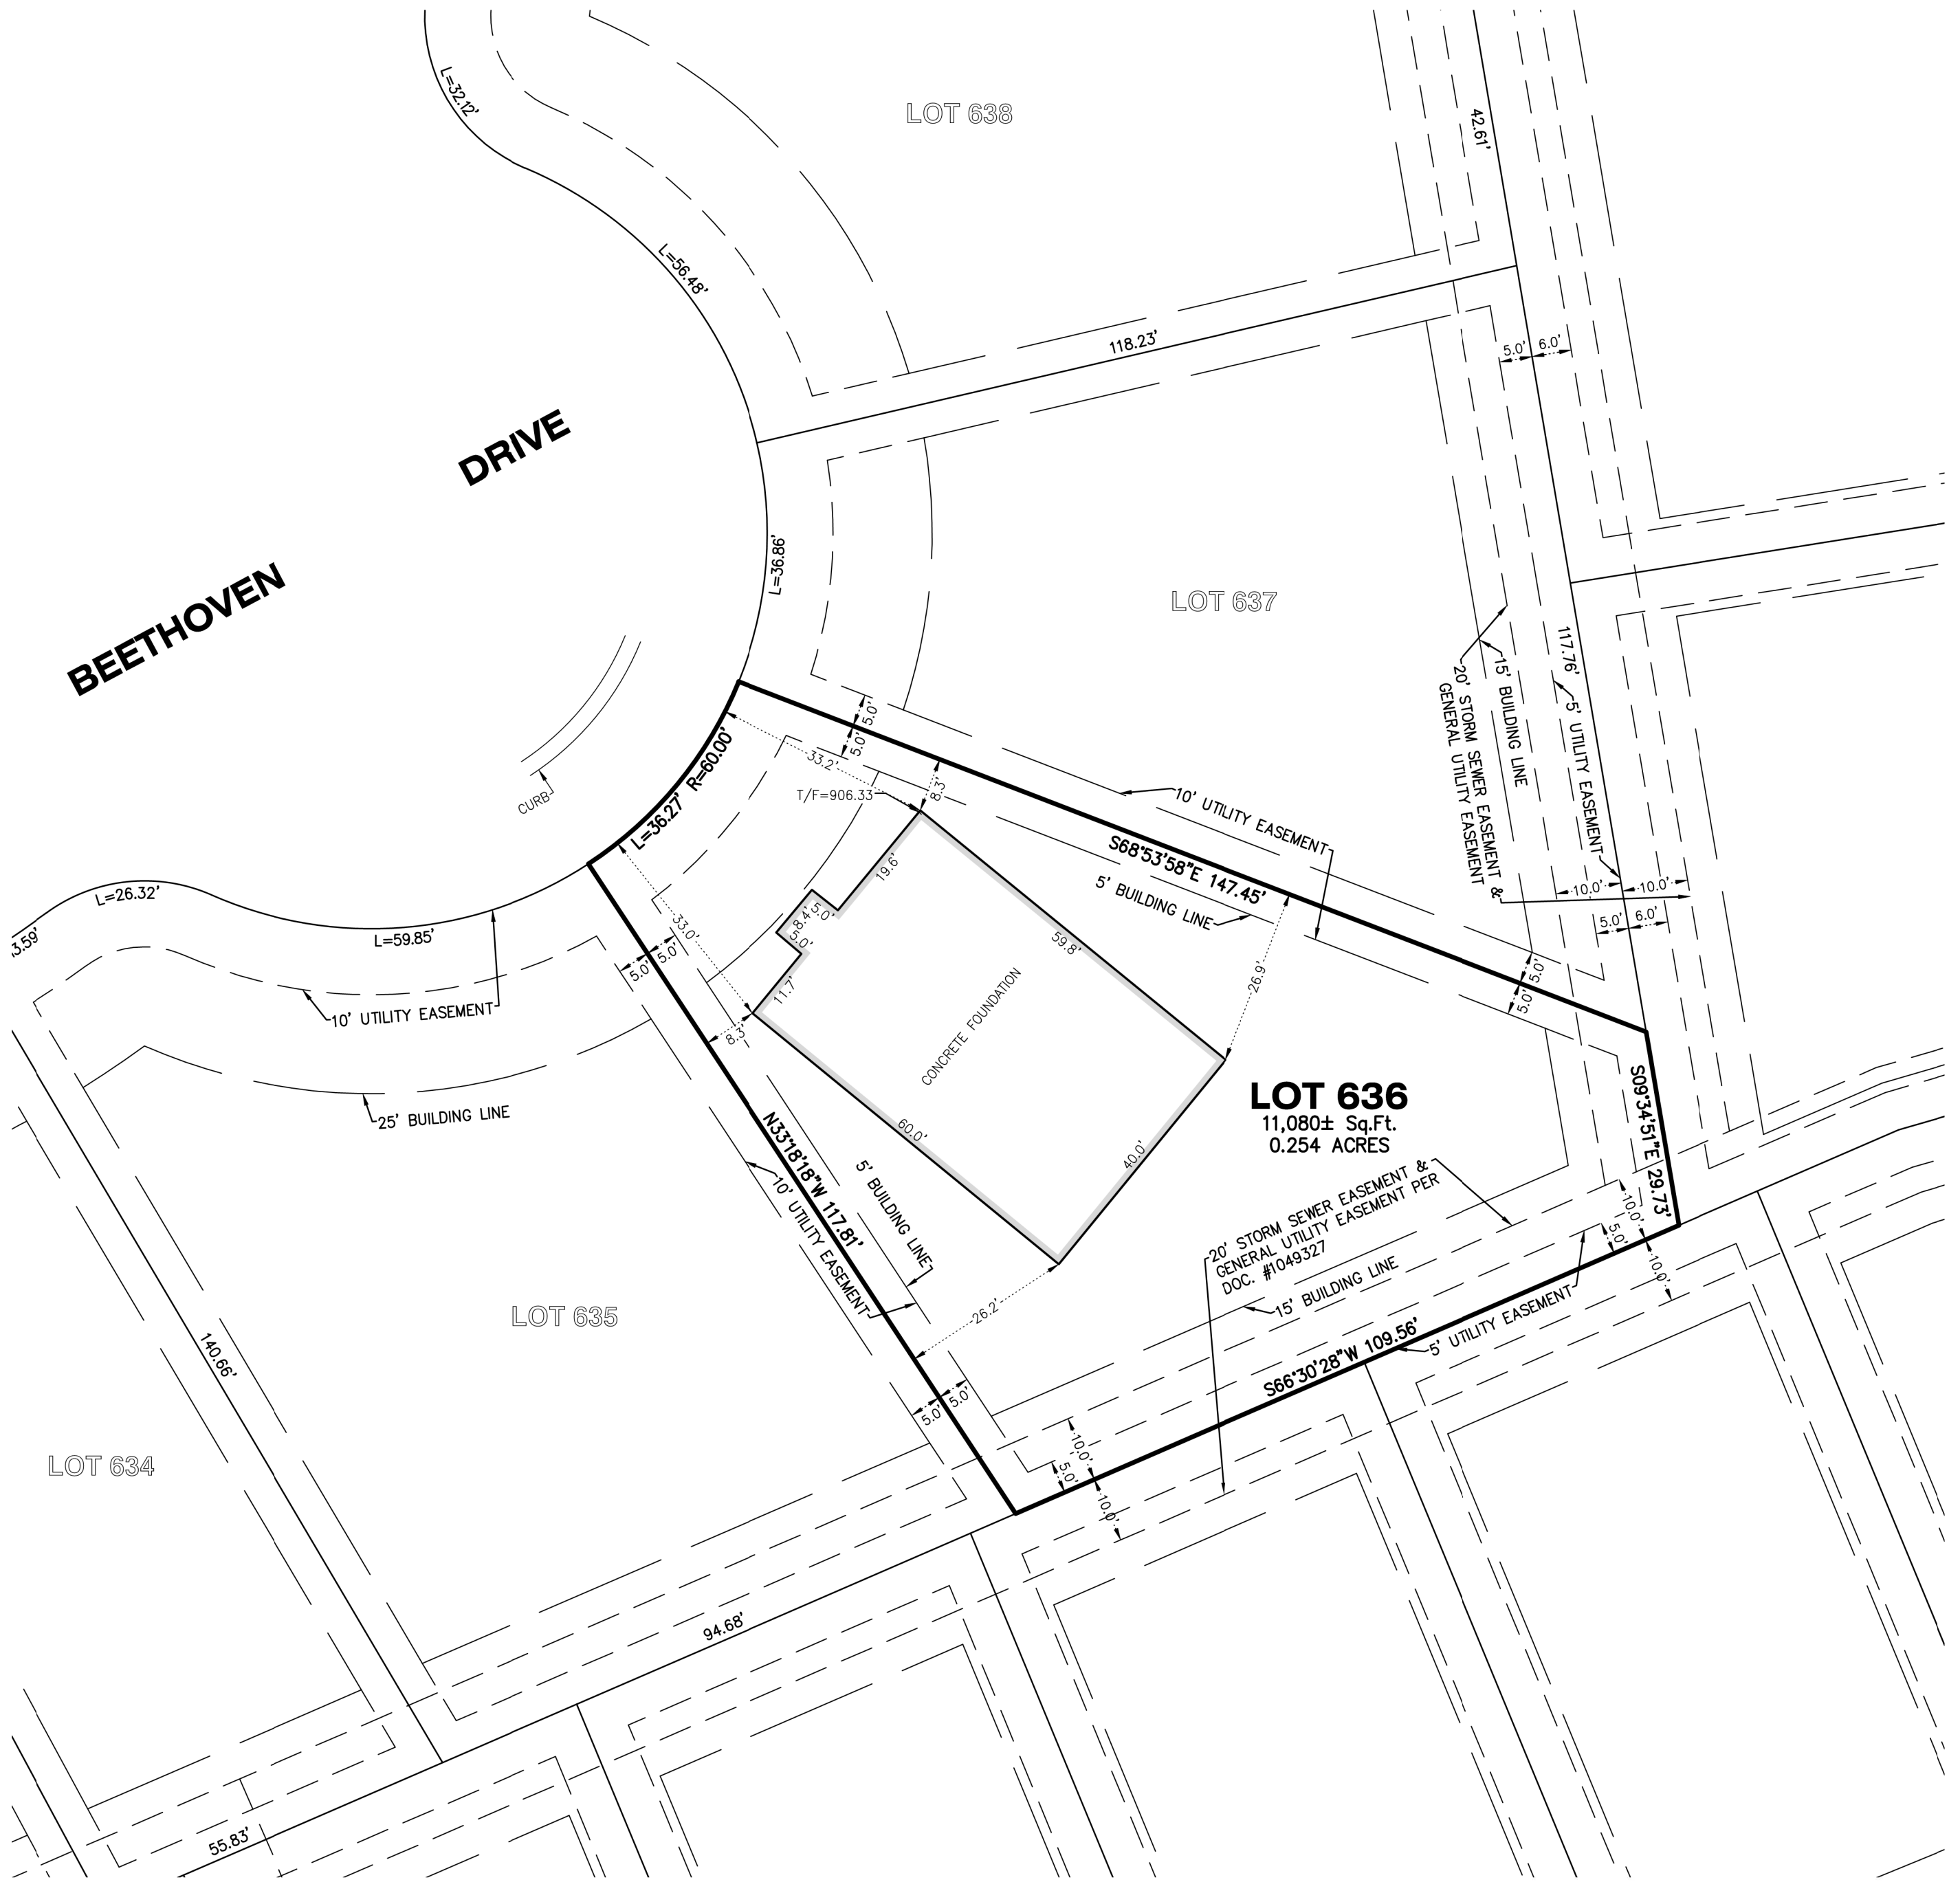 LOT 638
L=32.12'
42.61'
L=56.48'
118.23'
5.0'
6.0'
DRIVE
BEETHOVEN
L=36.86'
LOT 637
117.76'
20' STORM SEWER EASEMENT &
GENERAL UTILITY EASEMENT
15' BUILDING LINE
5' UTILITY EASEMENT
5.0'
5.0'
33.2'
8.3'
T/F=906.33
CURB
L=36.27' R=60.00'
10' UTILITY EASEMENT
S68°53'58"E 147.45'
5' BUILDING LINE
10.0'
10.0'
5.0'
6.0'
L=26.32'
3.59'
L=59.85'
19.6'
5.0'
8.4'
5.0'
11.7'
33.0'
5.0'
5.0'
59.8'
26.9'
5.0'
5.0'
10' UTILITY EASEMENT
8.3'
CONCRETE FOUNDATION
25' BUILDING LINE
60.0'
40.0'
LOT 636
11,080± Sq.Ft.
0.254 ACRES
S09°34'51"E 29.73'
N33°18'18"W 117.81'
10' UTILITY EASEMENT
5' BUILDING LINE
20' STORM SEWER EASEMENT &
GENERAL UTILITY EASEMENT PER
DOC. #1049327
15' BUILDING LINE
10.0'
5.0'
10.0'
LOT 635
26.2'
S66°30'28"W 109.56'
5' UTILITY EASEMENT
140.66'
5.0'
5.0'
LOT 634
10.0'
5.0'
10.0'
94.68'
55.83'